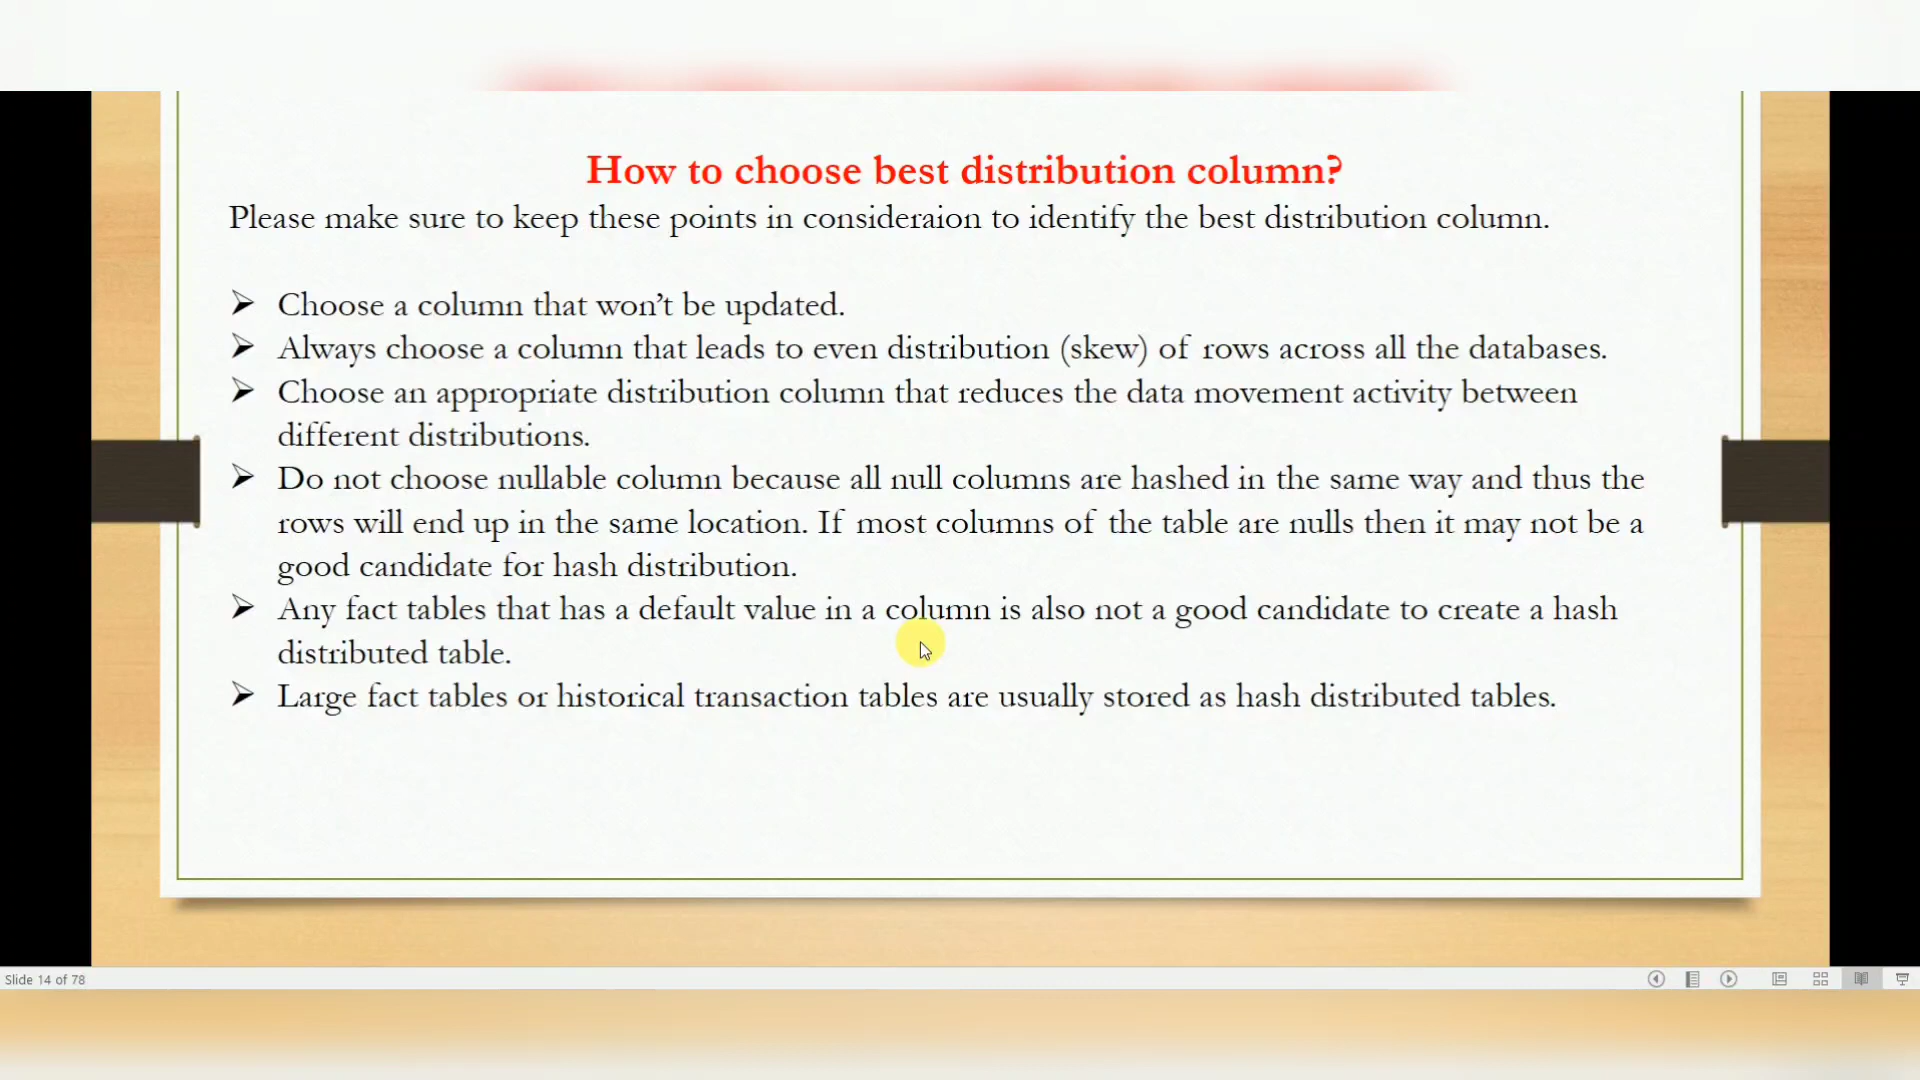 How to choose best distribution column?
Please make sure to keep these points in consideraion to identify the best distribution column.
➢ Choose a column that won’t be updated.
➢ Always choose a column that leads to even distribution (skew) of rows across all the databases.
➢ Choose an appropriate distribution column that reduces the data movement activity between
different distributions.
➢ Do not choose nullable column because all null columns are hashed in the same way and thus the
rows will end up in the same location. If most columns of the table are nulls then it may not be a
good candidate for hash distribution.
➢ Any fact tables that has a default value in a column is also not a good candidate to create a hash
distributed table.
➢ Large fact tables or historical transaction tables are usually stored as hash distributed tables.
Slide 14 of 78